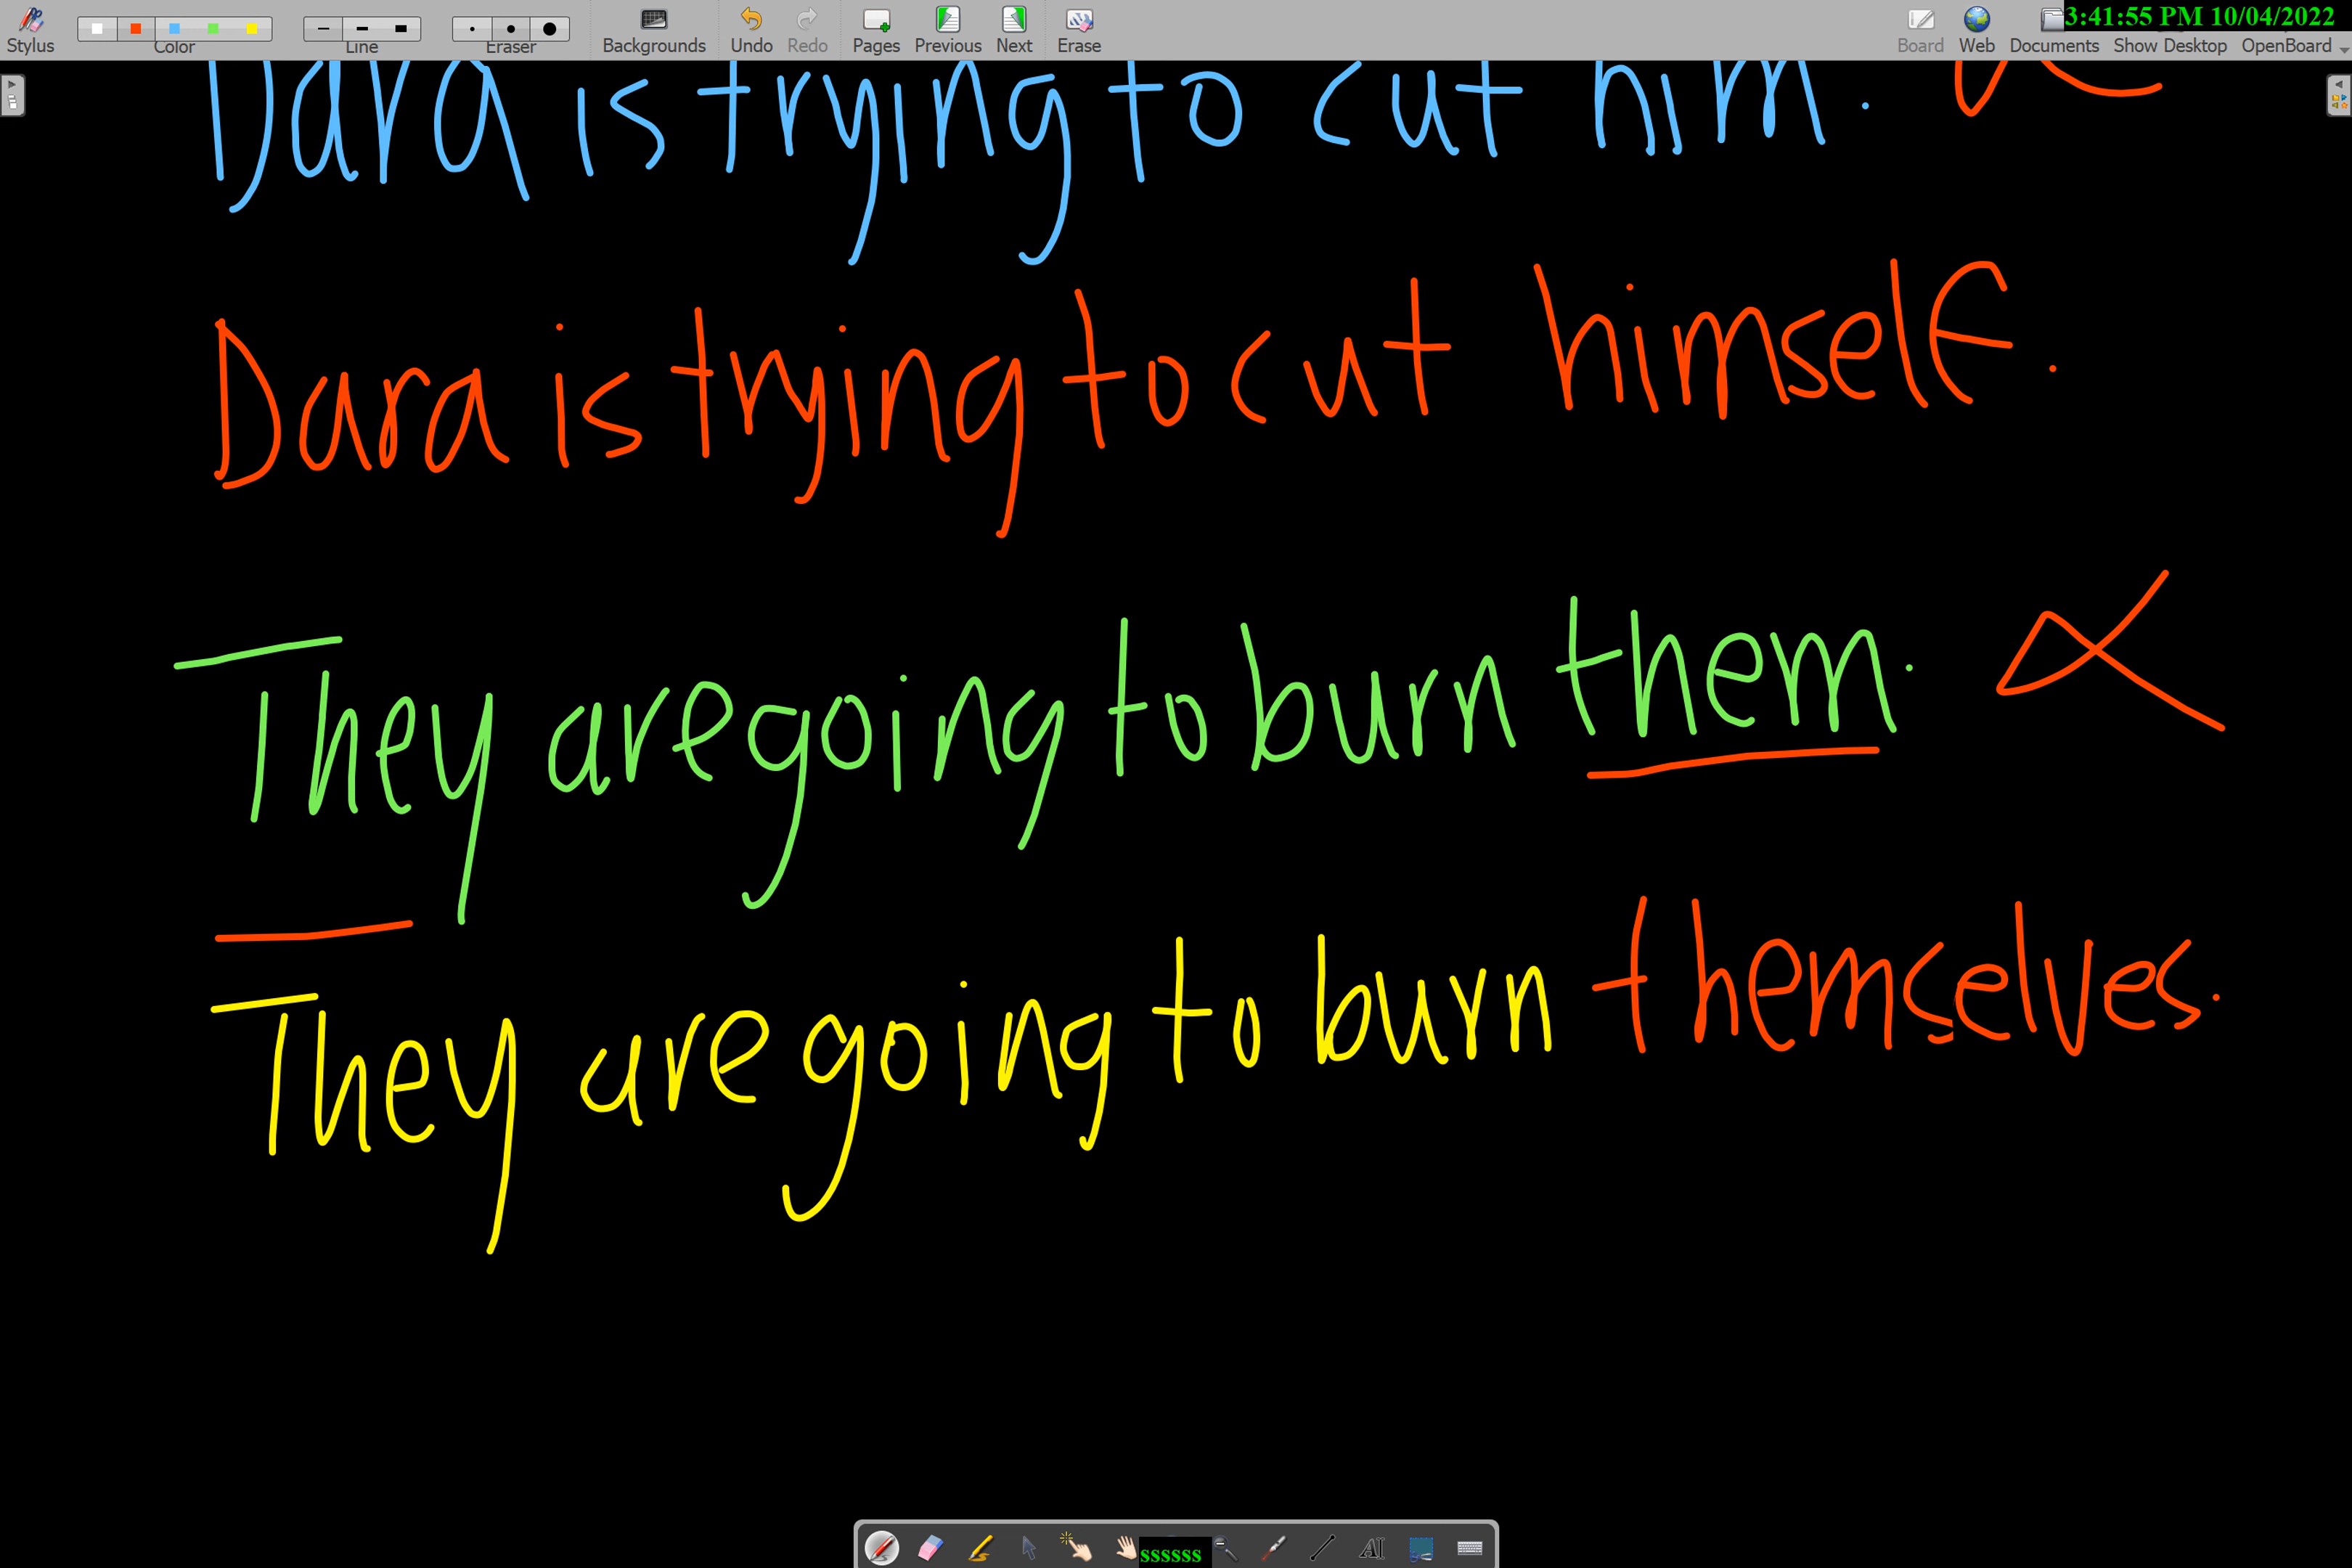 3:41:55 PM 10/04/2022
Stylus Color Line Eraser Backgrounds Undo Redo Pages Previous Next Erase Board Web Documents Show Desktop OpenBoard
Dara is trying to cut him.
Dara is trying to cut himself.
They are going to burn them.
They are going to burn themselves.
ssssss